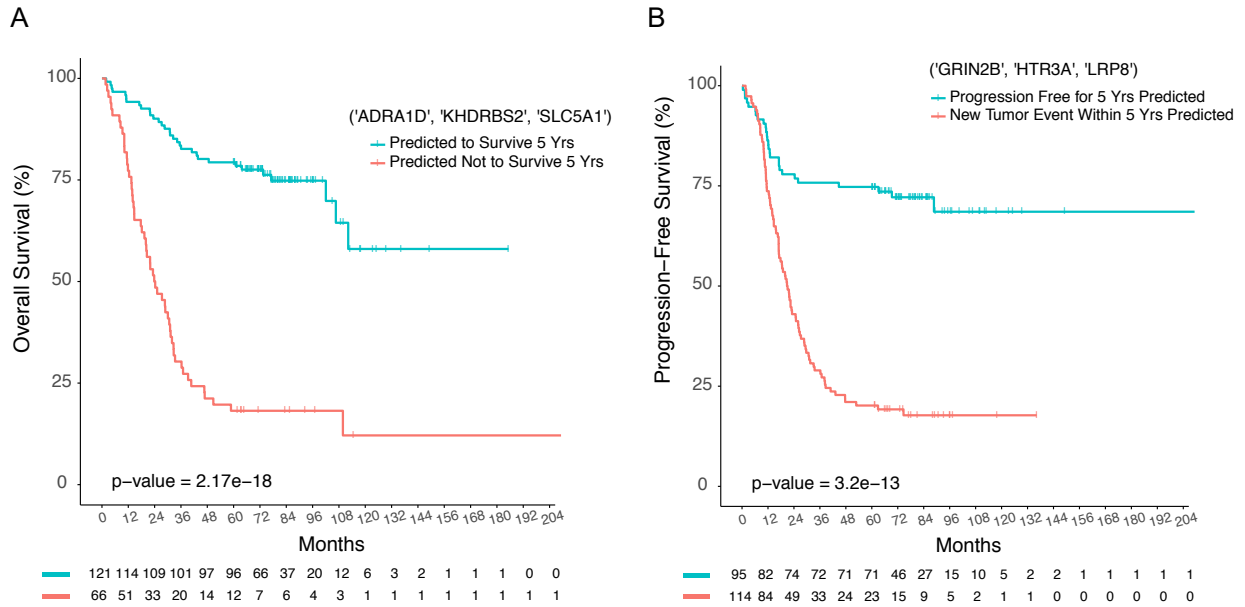 A
Overall Survival (%)
100
75
50
25
0
('ADRA1D', 'KHDRBS2', 'SLC5A1')
Predicted to Survive 5 Yrs
Predicted Not to Survive 5 Yrs
p−value = 2.17e−18
0 12 24 36 48 60 72 84 96 108 120 132 144 156 168 180 192 204
Months
121 114 109 101 97 96 66 37 20 12 6 3 2 1 1 1 0 0
66 51 33 20 14 12 7 6 4 3 1 1 1 1 1 1 1 1
B
Progression−Free Survival (%)
100
75
50
25
0
('GRIN2B', 'HTR3A', 'LRP8')
Progression Free for 5 Yrs Predicted
New Tumor Event Within 5 Yrs Predicted
p−value = 3.2e−13
0 12 24 36 48 60 72 84 96 108 120 132 144 156 168 180 192 204
Months
95 82 74 72 71 71 46 27 15 10 5 2 2 1 1 1 1 1
114 84 49 33 24 23 15 9 5 2 1 1 0 0 0 0 0 0